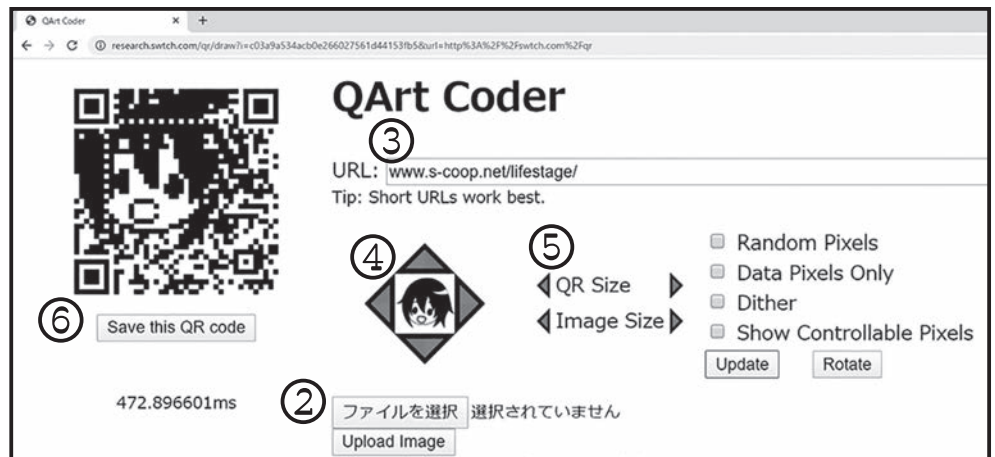 QArt Coder × +
research.swtch.com/qr/draw?i=c03a9a534acb0e266027561d44153fb5&url=http%3A%2F%2Fswtch.com%2Fqr
QArt Coder
③
URL: www.s-coop.net/lifestage/
Tip: Short URLs work best.
④
⑤
QR Size
Image Size
Random Pixels
Data Pixels Only
Dither
Show Controllable Pixels
Update Rotate
⑥ Save this QR code
472.896601ms
② ファイルを選択 選択されていません
Upload Image